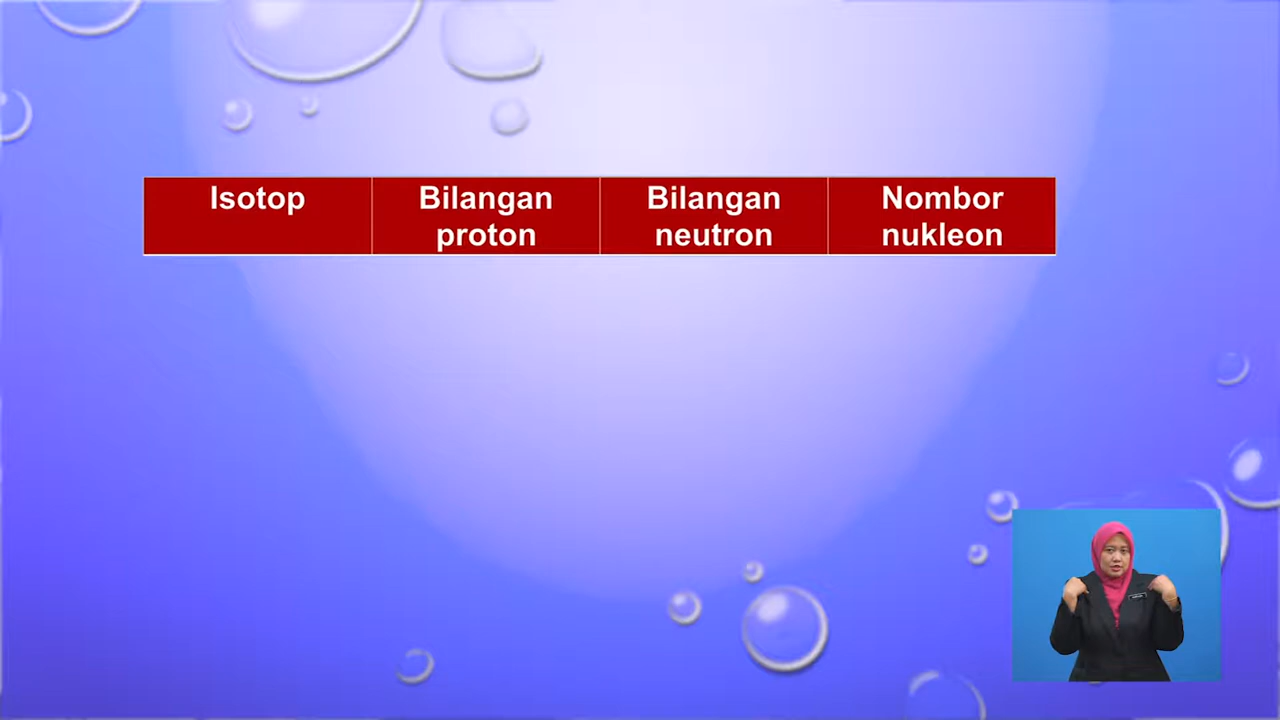 Isotop
Bilangan
proton
Bilangan
neutron
Nombor
nukleon